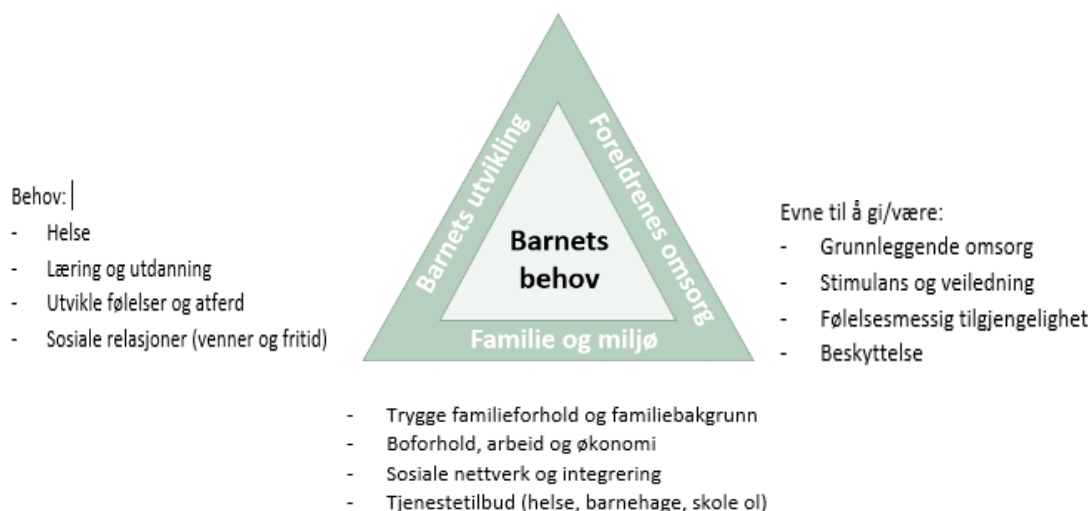 Barnets utvikling
Foreldrenes omsorg
Barnets
behov
Familie og miljø
Behov:
- Helse
- Læring og utdanning
- Utvikle følelser og atferd
- Sosiale relasjoner (venner og fritid)
Evne til å gi/være:
- Grunnleggende omsorg
- Stimulans og veiledning
- Følelsesmessig tilgjengelighet
- Beskyttelse
- Trygge familieforhold og familiebakgrunn
- Boforhold, arbeid og økonomi
- Sosiale nettverk og integrering
- Tjenestetilbud (helse, barnehage, skole ol)